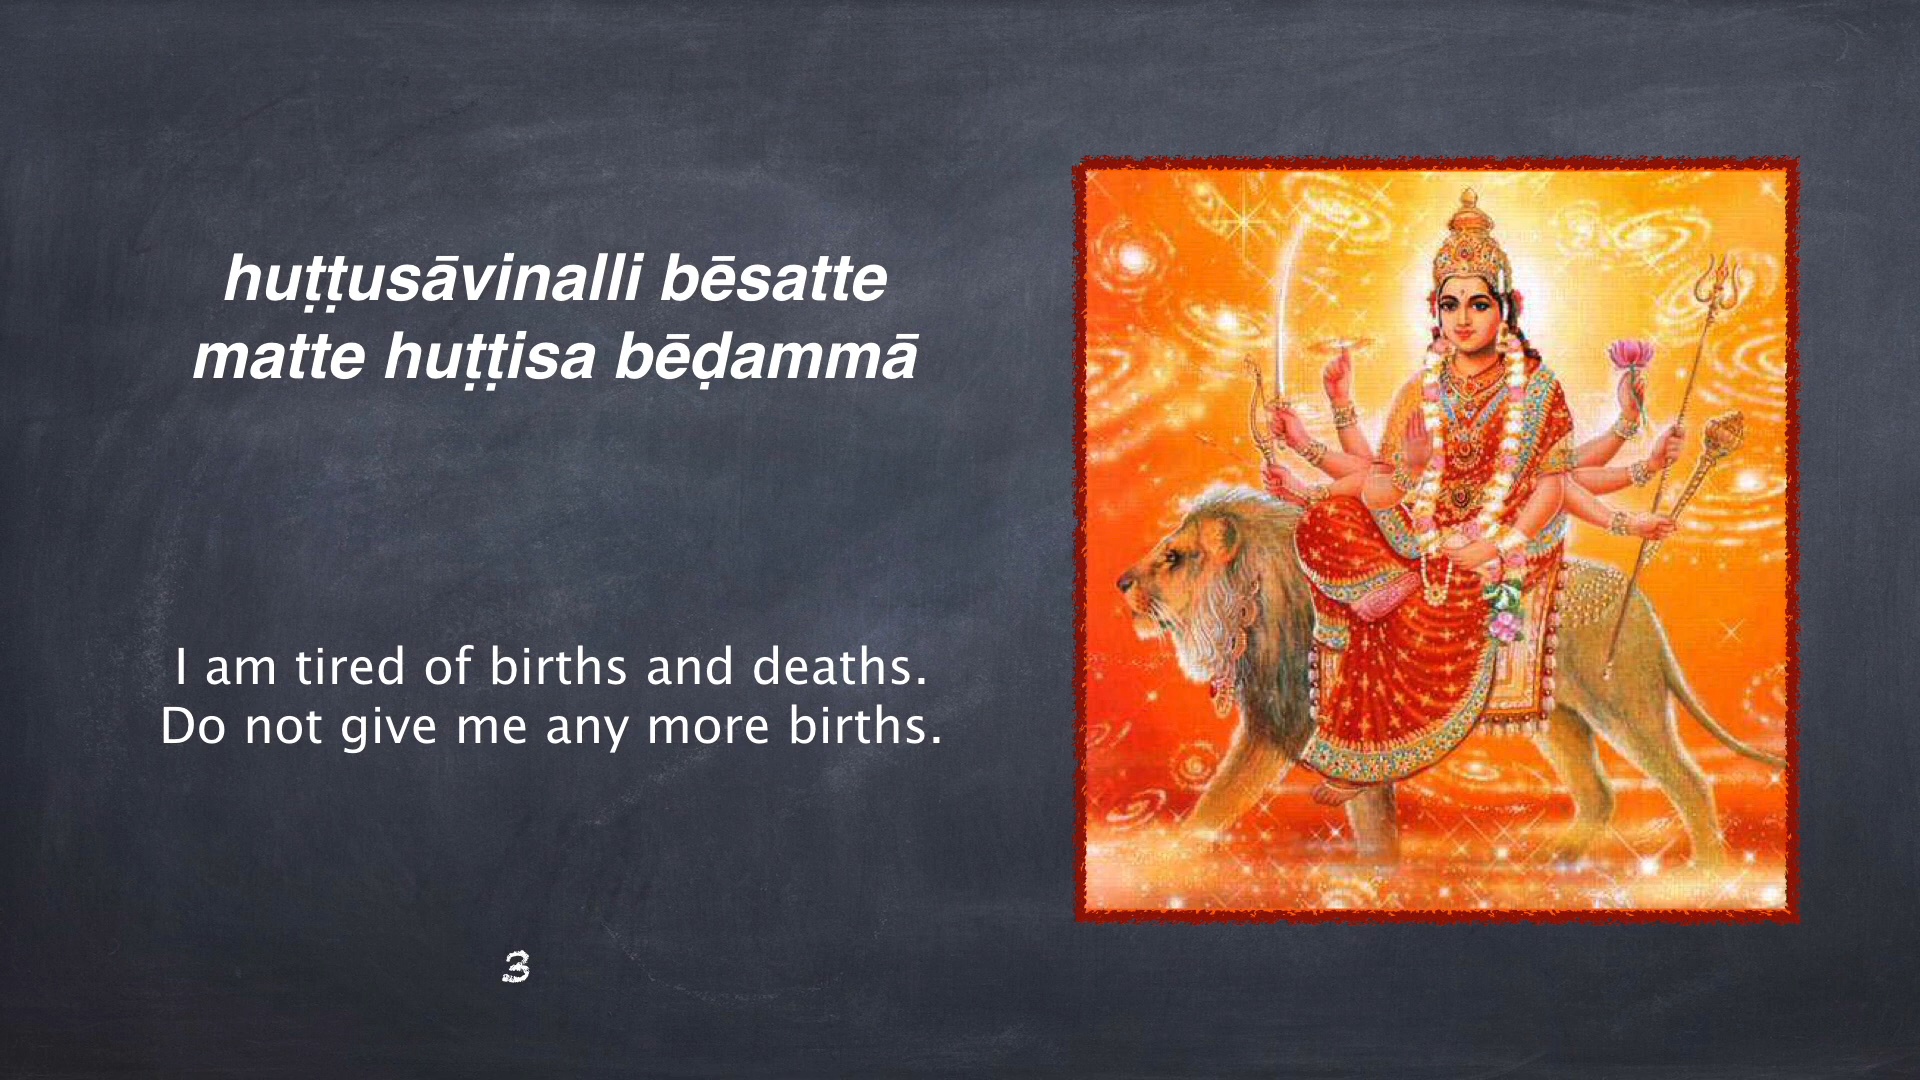 huṭṭusāvinalli bēsatte
matte huṭṭisa bēḍammā
I am tired of births and deaths.
Do not give me any more births.
3